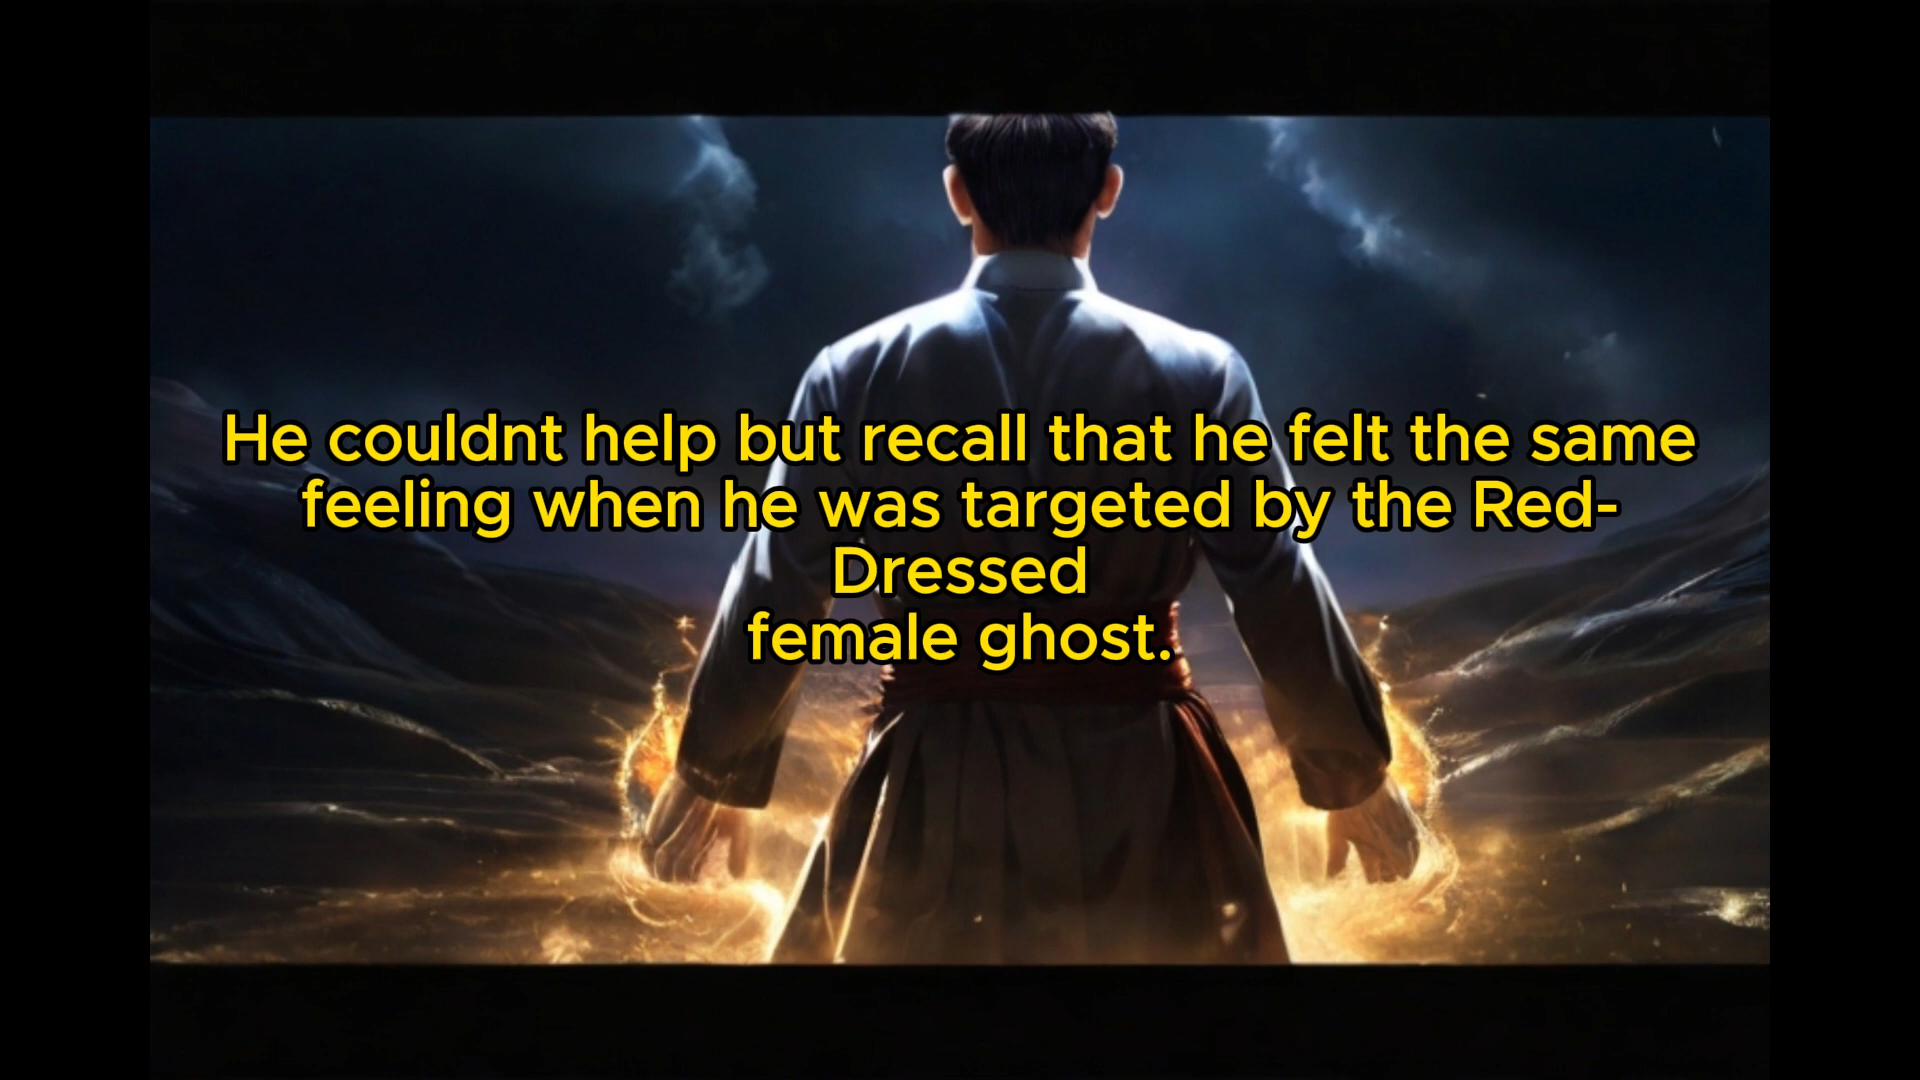 He couldnt help but recall that he felt the same
feeling when he was targeted by the Red-
Dressed
female ghost.